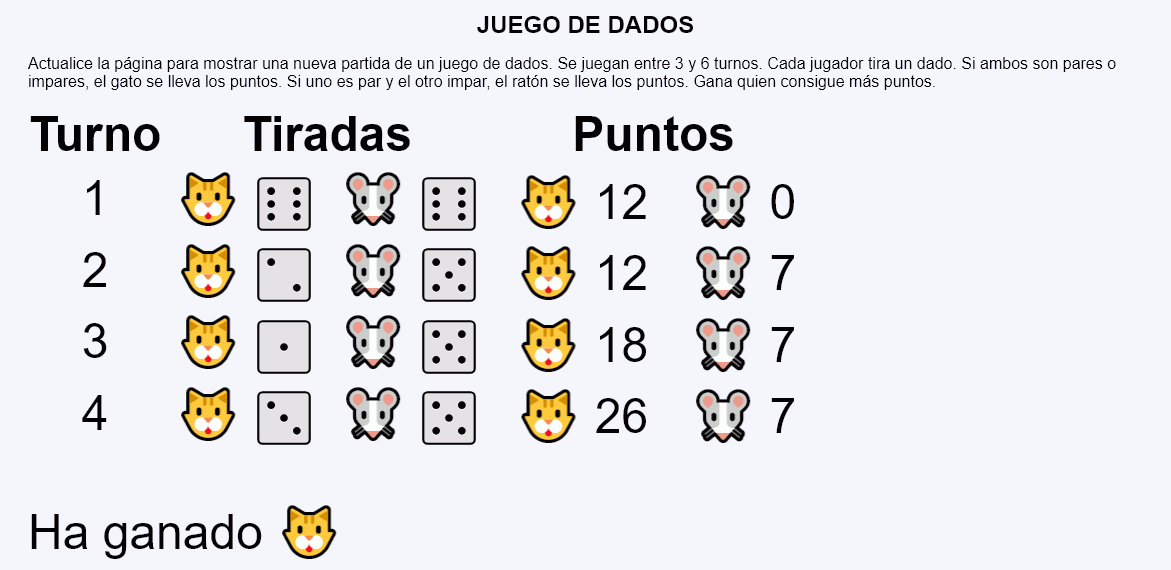 JUEGO DE DADOS
Actualice la página para mostrar una nueva partida de un juego de dados. Se juegan entre 3 y 6 turnos. Cada jugador tira un dado. Si ambos son pares o
impares, el gato se lleva los puntos. Si uno es par y el otro impar, el ratón se lleva los puntos. Gana quien consigue más puntos.
Turno Tiradas Puntos
1 12 0
2 12 7
3 18 7
4 26 7
Ha ganado